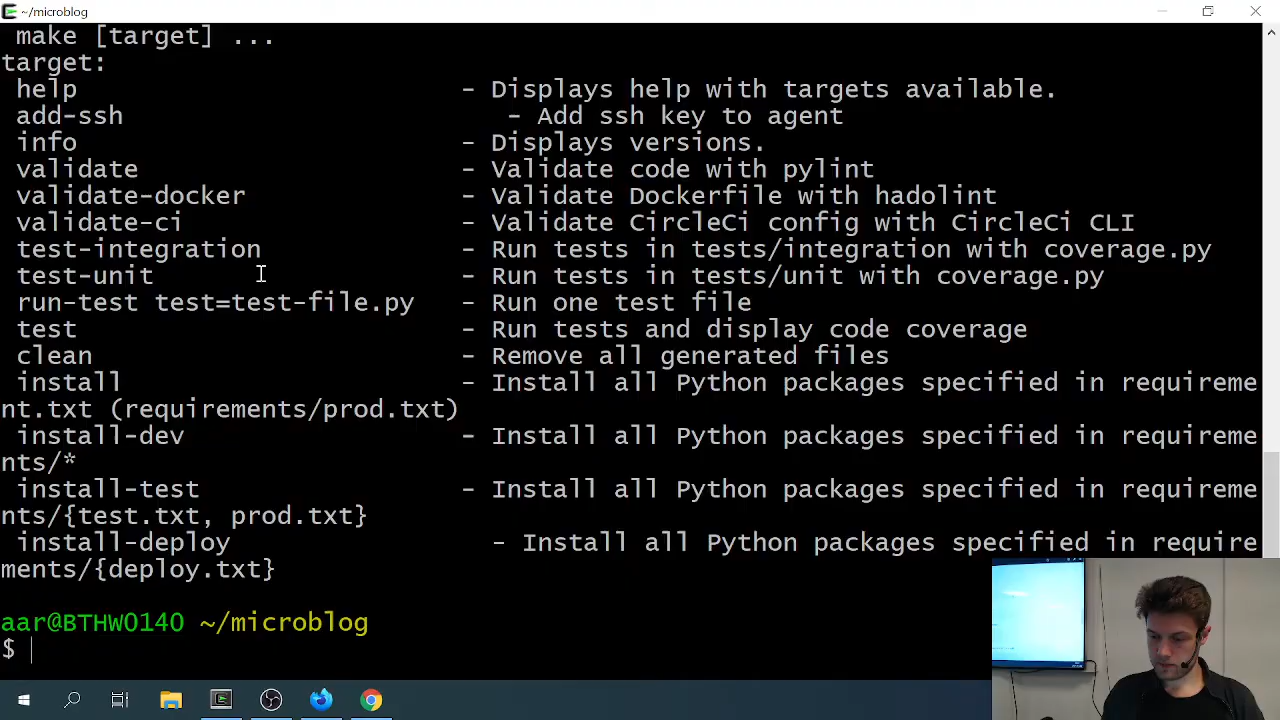 ~/microblog
make [target] ...
target:
help - Displays help with targets available.
add-ssh - Add ssh key to agent
info - Displays versions.
validate - Validate code with pylint
validate-docker - Validate Dockerfile with hadolint
validate-ci - Validate CircleCi config with CircleCi CLI
test-integration - Run tests in tests/integration with coverage.py
test-unit - Run tests in tests/unit with coverage.py
run-test test=test-file.py - Run one test file
test - Run tests and display code coverage
clean - Remove all generated files
install - Install all Python packages specified in requireme
nt.txt (requirements/prod.txt)
install-dev - Install all Python packages specified in requireme
nts/*
install-test - Install all Python packages specified in requireme
nts/{test.txt, prod.txt}
install-deploy - Install all Python packages specified in require
ments/{deploy.txt}
aar@BTHW0140 ~/microblog
$